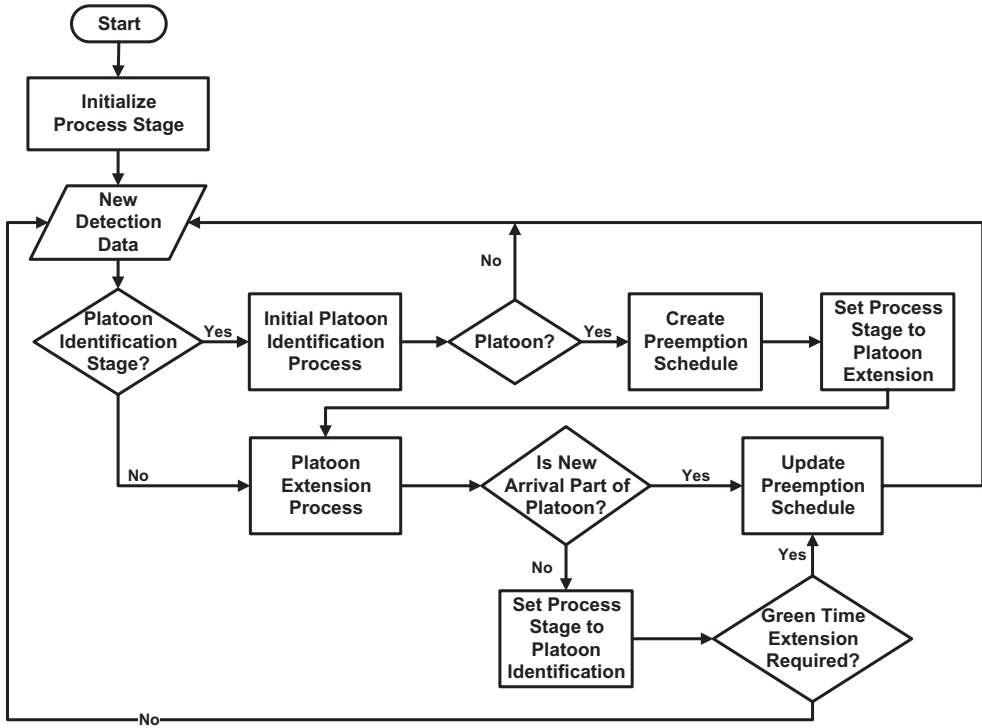 Start
Initialize
Process Stage
New
Detection
Data
No
Platoon
Identification
Stage?
Yes
Initial Platoon
Identification
Process
Platoon?
Yes
Create
Preemption
Schedule
Set Process
Stage to
Platoon
Extension
No
Platoon
Extension
Process
Is New
Arrival Part of
Platoon?
Yes
Update
Preemption
Schedule
No
Yes
Set Process
Stage to
Platoon
Identification
Green Time
Extension
Required?
No